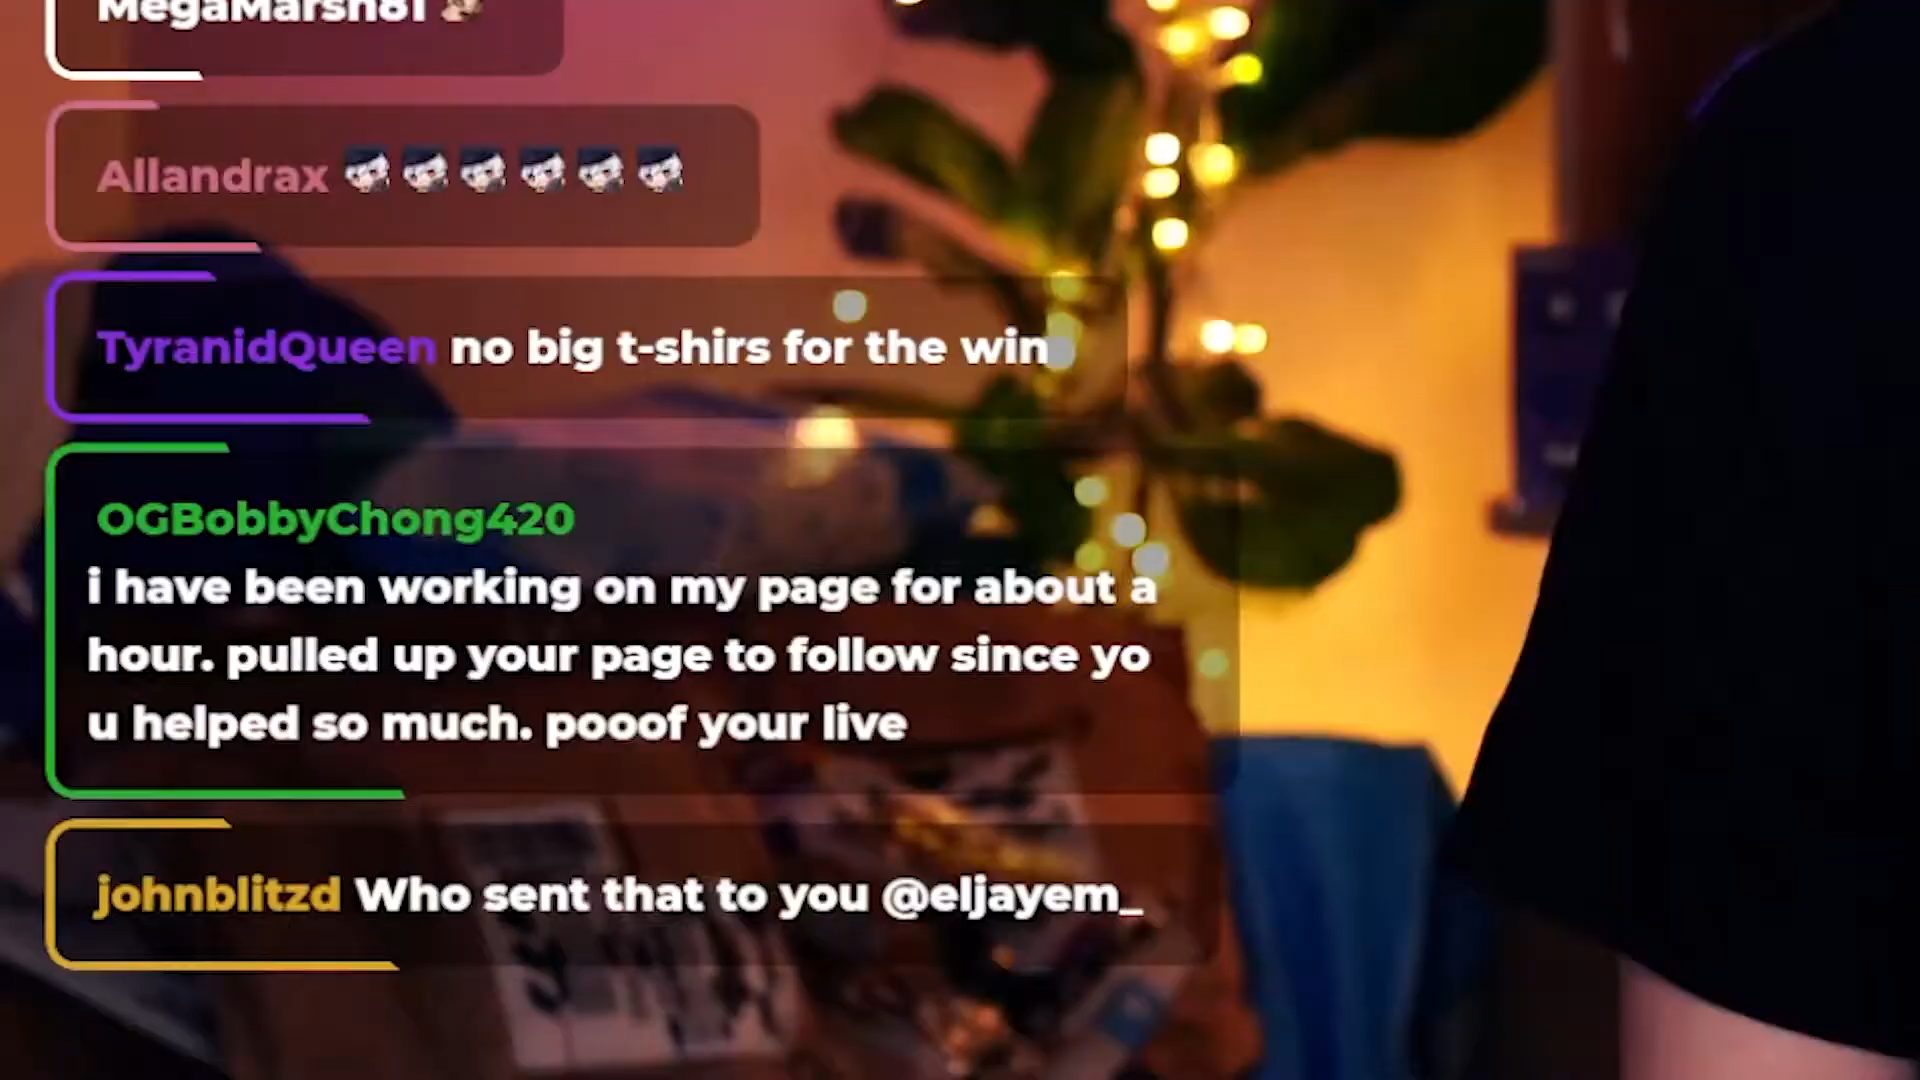 MegaMarsh81
Allandrax
TyranidQueen no big t-shirs for the win
OGBobbyChong420
i have been working on my page for about a
hour. pulled up your page to follow since yo
u helped so much. pooof your live
johnblitzd Who sent that to you @eljayem_